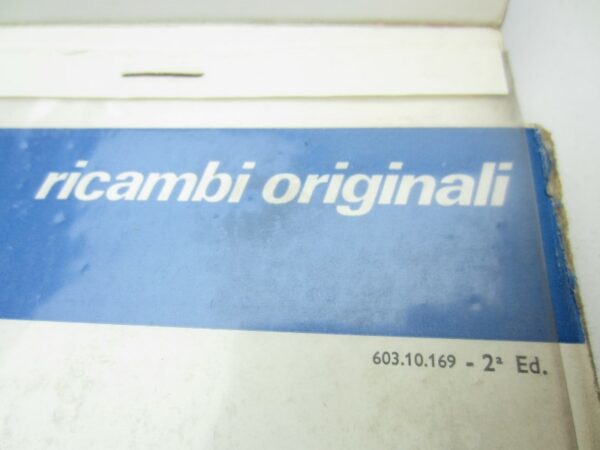 ricambi originali
603.10.169 - 2ª Ed.